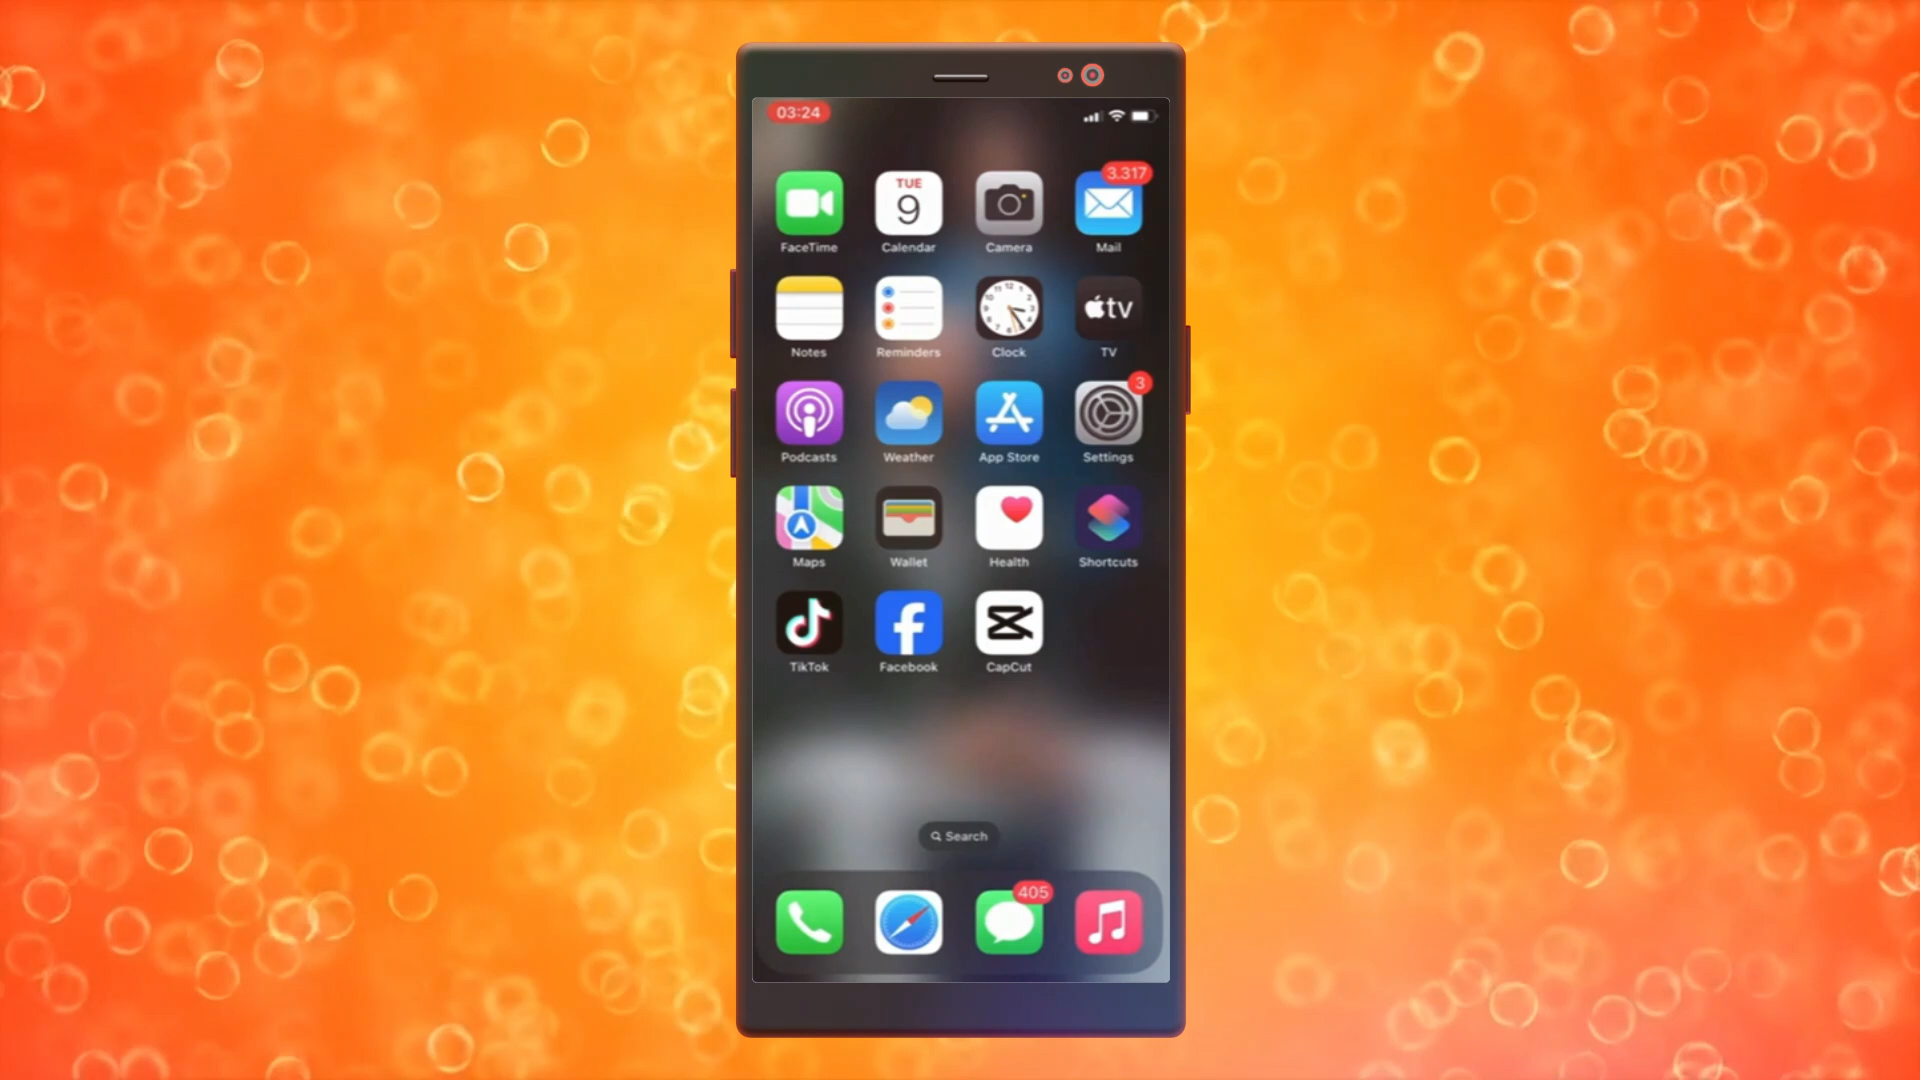 03:24
3.317
TUE
9
FaceTime Calendar Camera Mail
tv
Notes Reminders Clock TV
3
Podcasts Weather App Store Settings
Maps Wallet Health Shortcuts
TikTok Facebook CapCut
Search
405